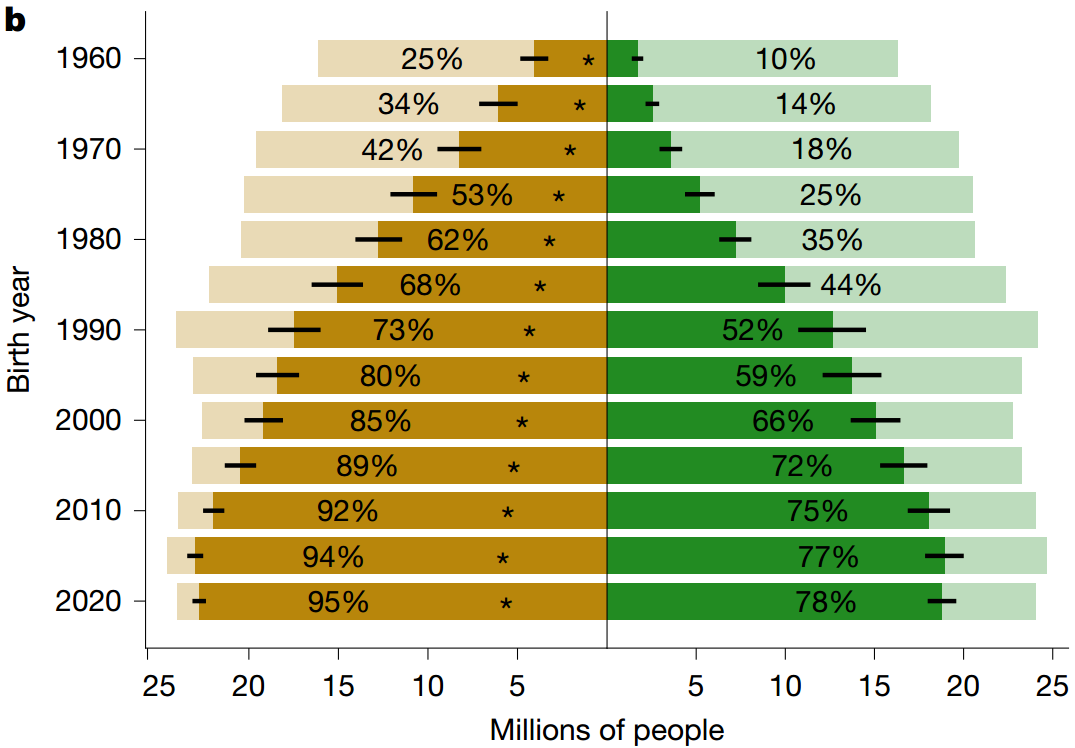 b
1960 25% * 10%
34% * 14%
1970 42% * 18%
53% * 25%
1980 62% * 35%
68% * 44%
1990 73% * 52%
80% * 59%
2000 85% * 66%
89% * 72%
2010 92% * 75%
94% * 77%
2020 95% * 78%
Birth year
25 20 15 10 5 5 10 15 20 25
Millions of people